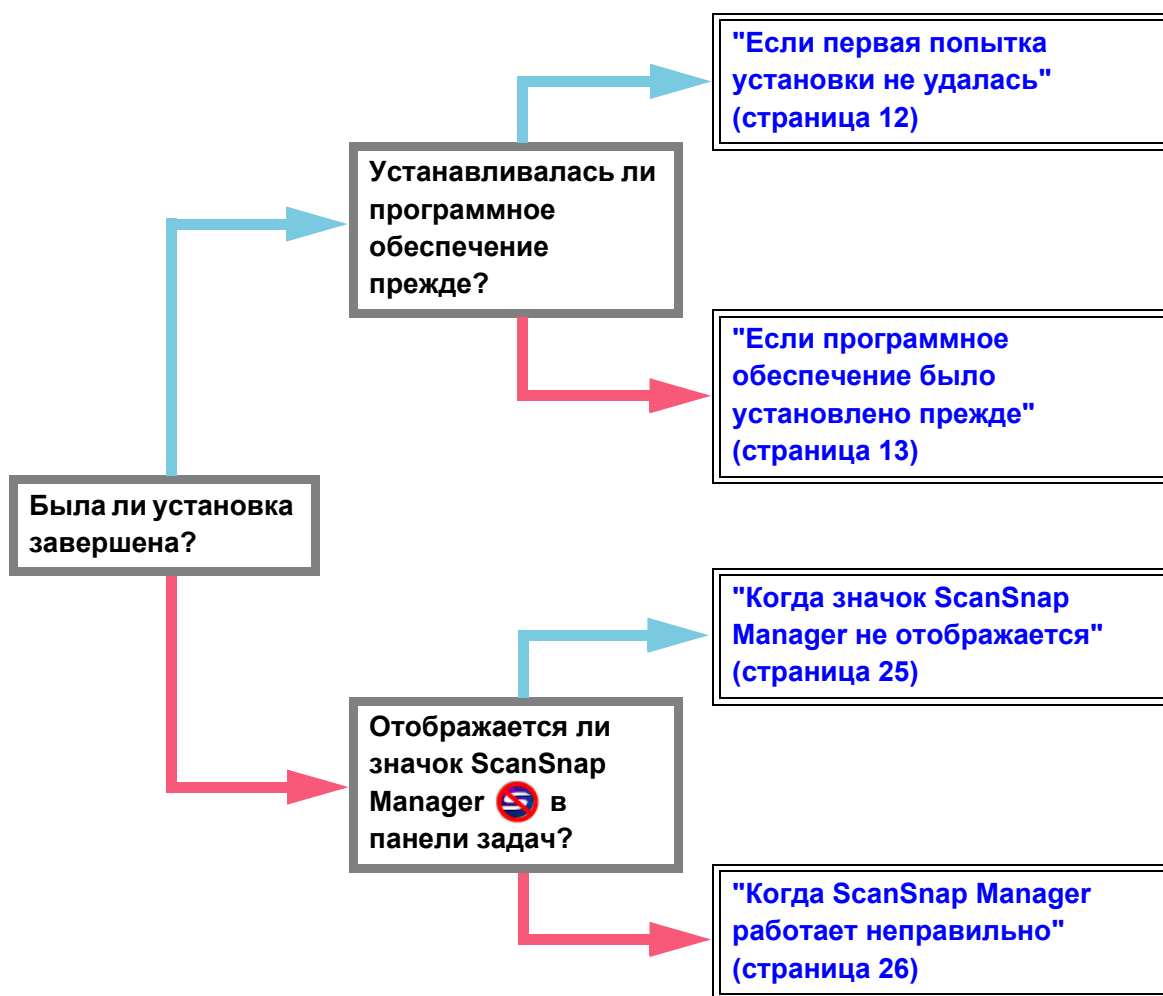 "Если первая попытка
установки не удалась"
(страница 12)
Устанавливалась ли
программное
обеспечение
прежде?
"Если программное
обеспечение было
установлено прежде"
(страница 13)
Была ли установка
завершена?
"Когда значок ScanSnap
Manager не отображается"
(страница 25)
Отображается ли
значок ScanSnap
Manager в
панели задач?
"Когда ScanSnap Manager
работает неправильно"
(страница 26)